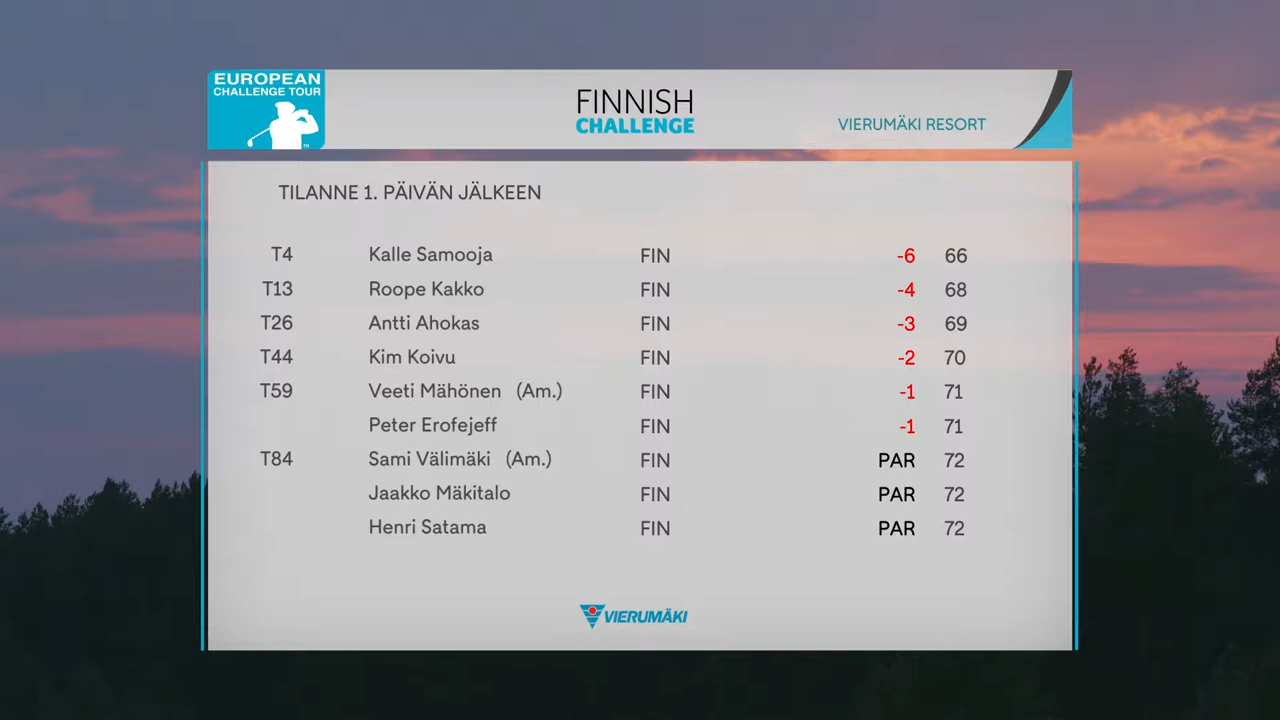 EUROPEAN
CHALLENGE TOUR
TM
FINNISH
CHALLENGE
VIERUMÄKI RESORT
TILANNE 1. PÄIVÄN JÄLKEEN
T4 Kalle Samooja FIN -6 66
T13 Roope Kakko FIN -4 68
T26 Antti Ahokas FIN -3 69
T44 Kim Koivu FIN -2 70
T59 Veeti Mähönen (Am.) FIN -1 71
Peter Erofejeff FIN -1 71
T84 Sami Välimäki (Am.) FIN PAR 72
Jaakko Mäkitalo FIN PAR 72
Henri Satama FIN PAR 72
VIERUMÄKI